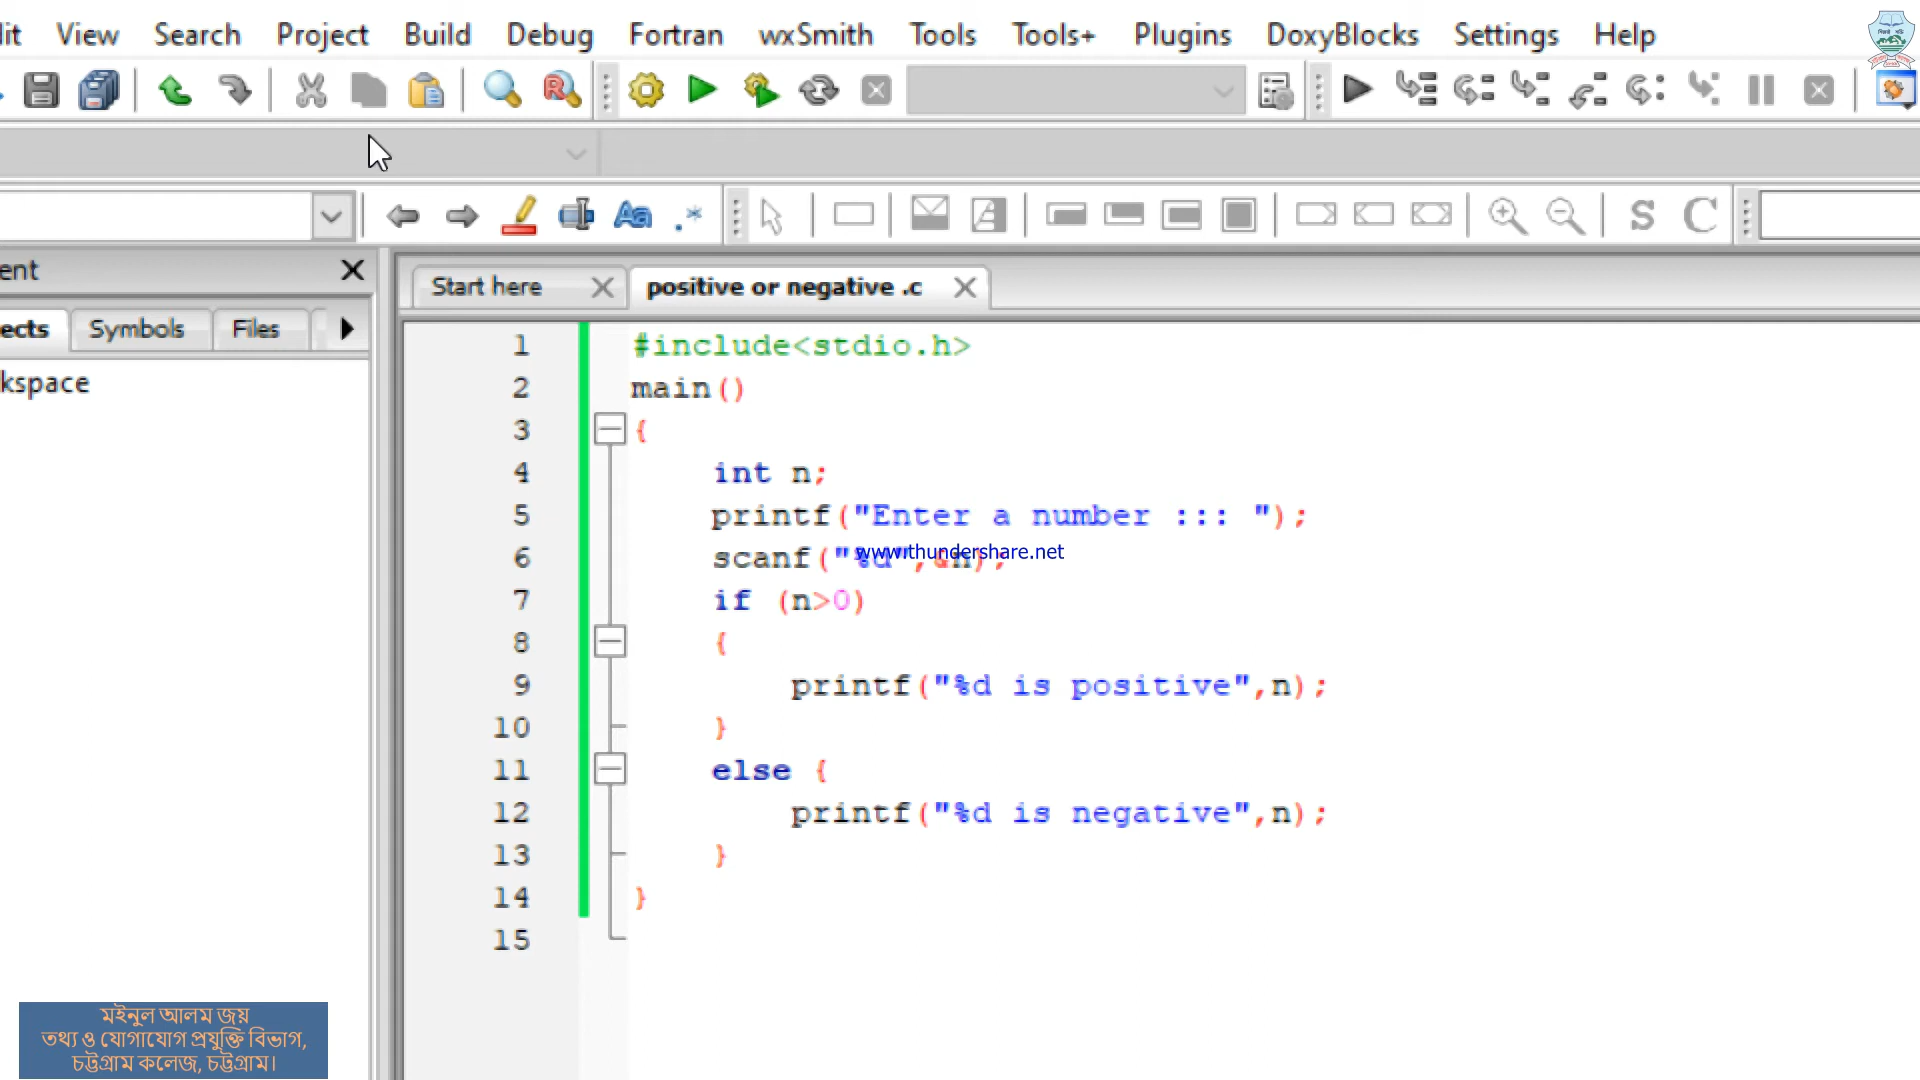 it View Search Project Build Debug Fortran wxSmith Tools Tools+ Plugins DoxyBlocks Settings Help
ent
Start here
positive or negative .c
ects Symbols Files
kspace
1 #include<stdio.h>
2 main()
3 {
4 int n;
5 printf("Enter a number ::: ");
6 scanf("%d",&n);
www.thundershare.net
7 if (n>0)
8 {
9 printf("%d is positive",n);
10 }
11 else {
12 printf("%d is negative",n);
13 }
14 }
15
মইনুল আলম জয়
তথ্য ও যোগাযোগ প্রযুক্তি বিভাগ,
চট্টগ্রাম কলেজ, চট্টগ্রাম।